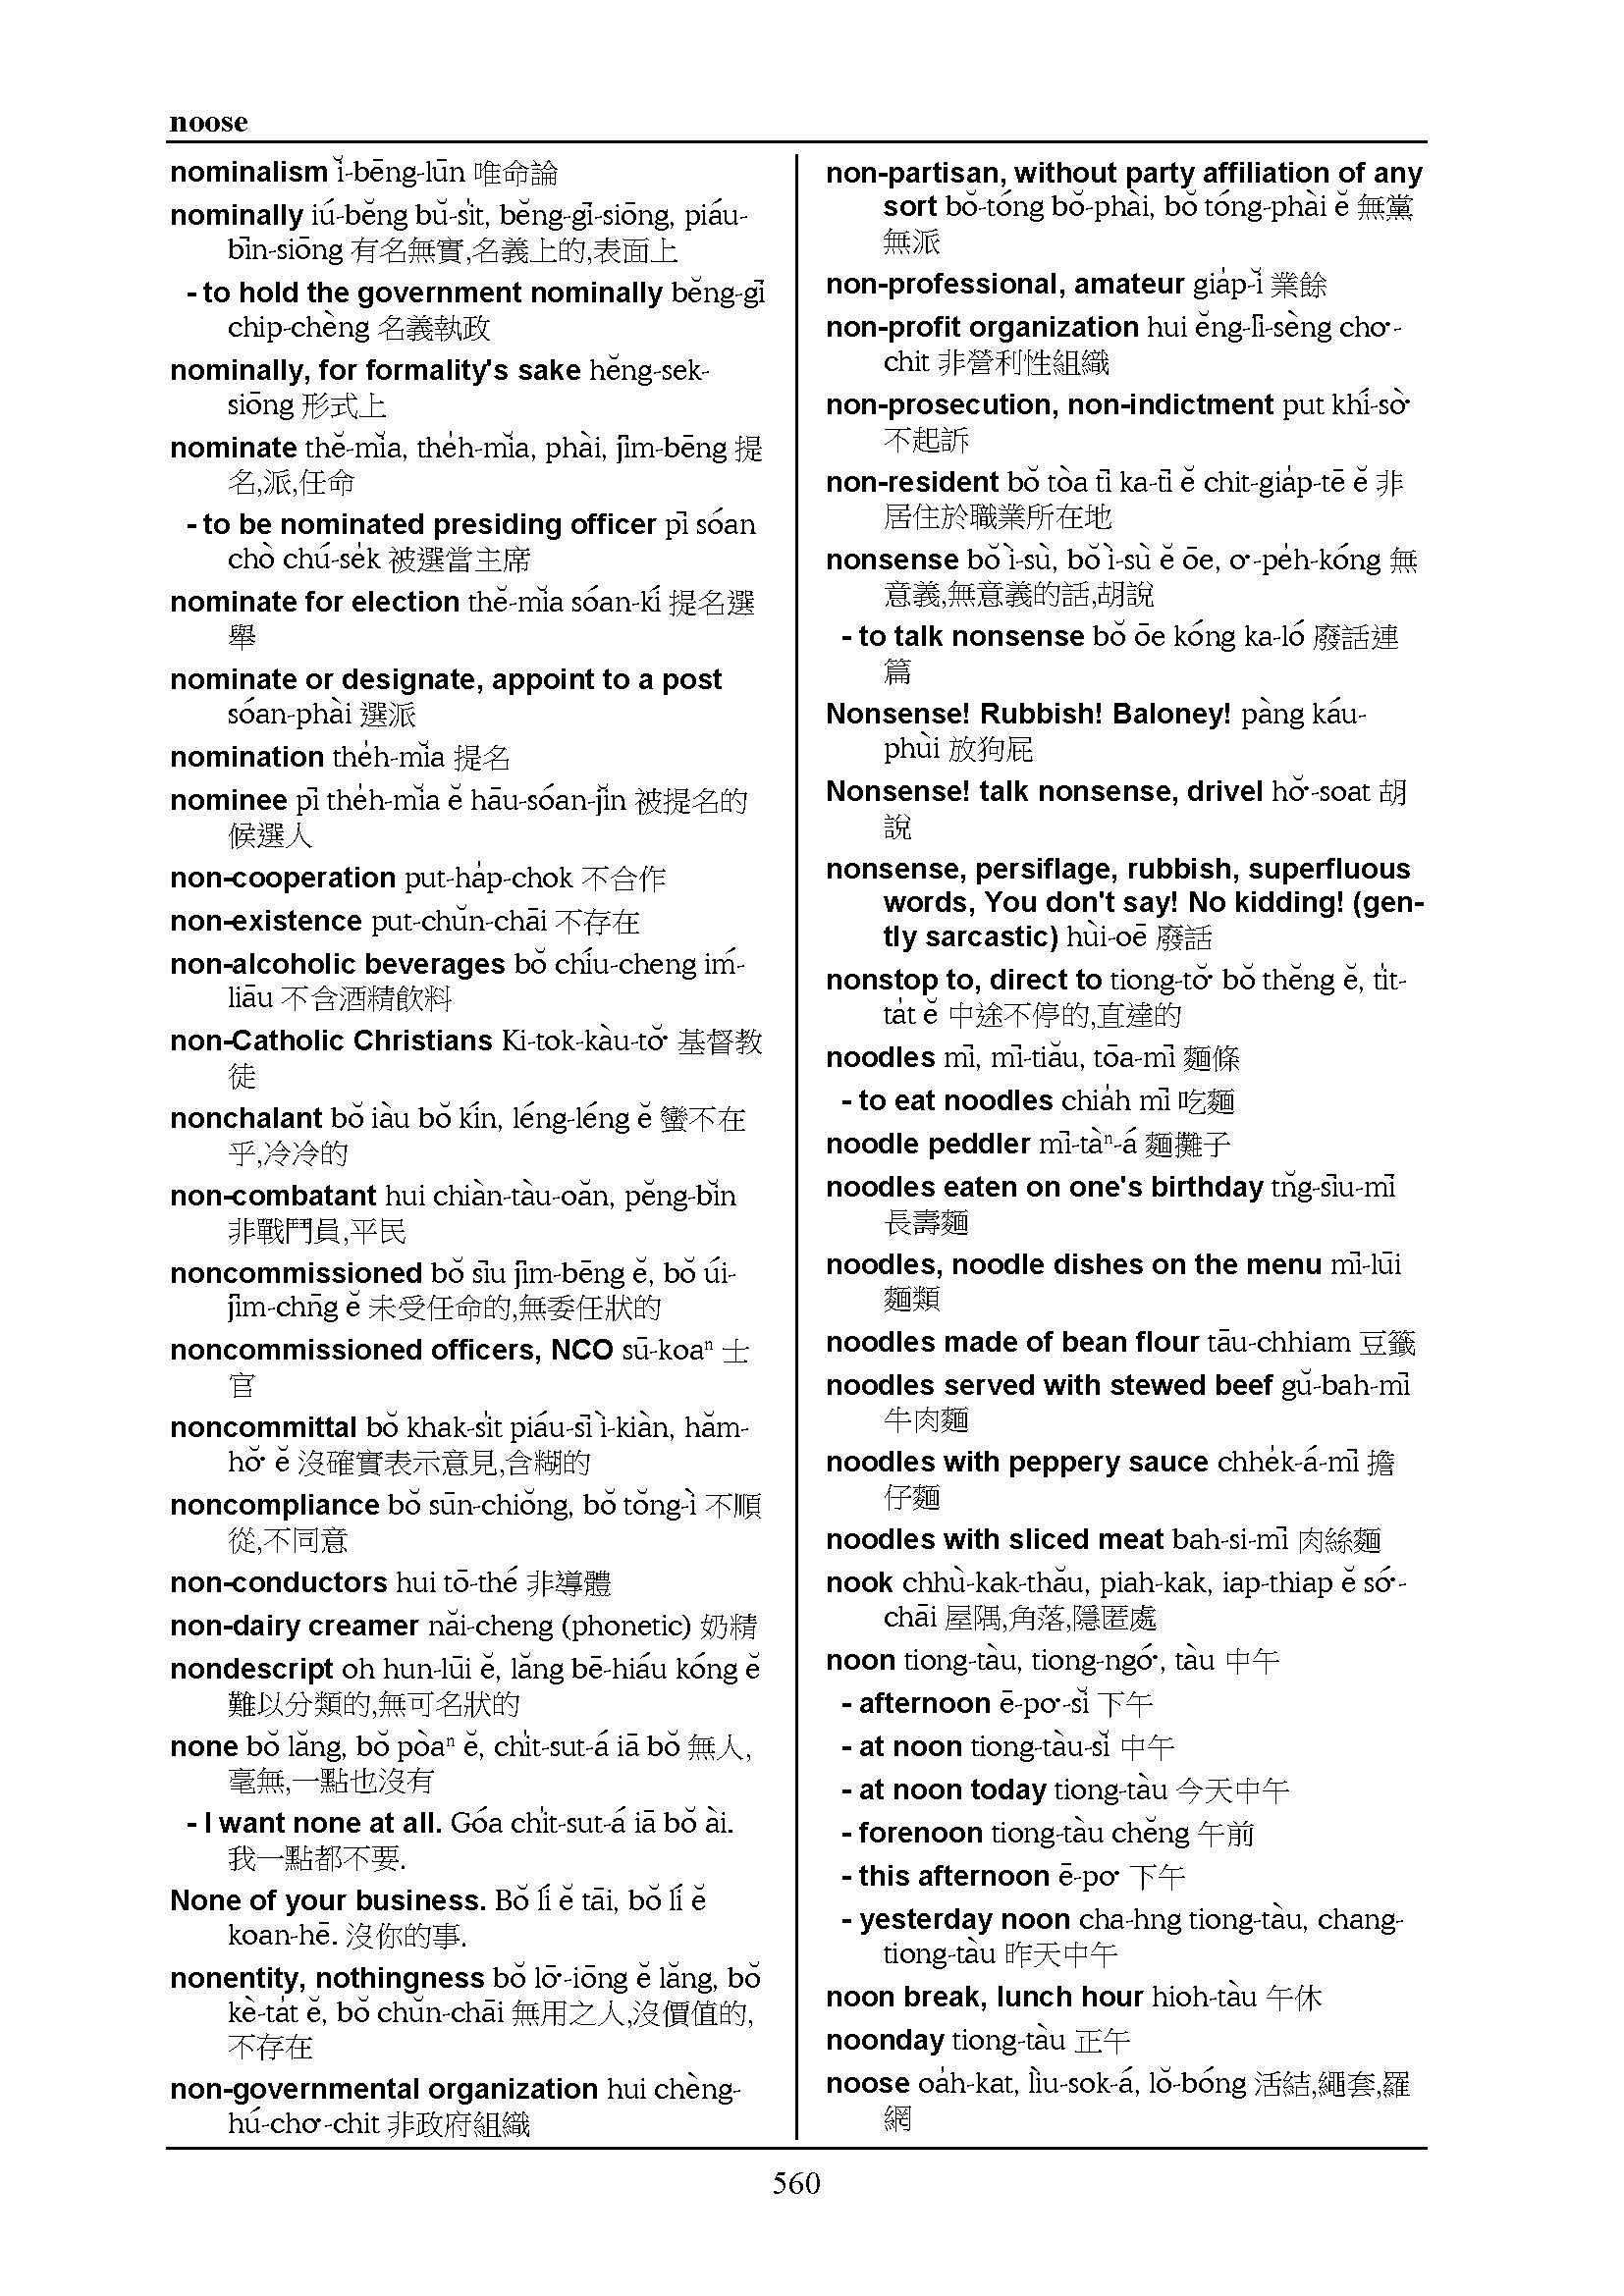 noose
nominalism ĭ-bēng-lūn 唯命論
nominally iú-bĕng bŭ-si̍t, bĕng-gī-siōng, piáu-
bīn-siōng 有名無實,名義上的,表面上
- to hold the government nominally bĕng-gī
chip-chèng 名義執政
nominally, for formality's sake hĕng-sek-
siōng 形式上
nominate thĕ-mĭa, the̍h-mĭa, phài, jīm-bēng 提
名,派,任命
- to be nominated presiding officer pī sóan
chò chú-se̍k 被選當主席
nominate for election thĕ-mĭa sóan-kí 提名選
舉
nominate or designate, appoint to a post
sóan-phài 選派
nomination the̍h-mĭa 提名
nominee pī the̍h-mĭa ĕ hāu-sóan-jĭn 被提名的
候選人
non-cooperation put-ha̍p-chok 不合作
non-existence put-chŭn-chāi 不存在
non-alcoholic beverages bŏ chíu-cheng ím-
liāu 不含酒精飲料
non-Catholic Christians Ki-tok-kàu-tŏ͘ 基督教
徒
nonchalant bŏ iàu bŏ kín, léng-léng ĕ 蠻不在
乎,冷冷的
non-combatant hui chiàn-tàu-oăn, pĕng-bĭn
非戰鬥員,平民
noncommissioned bŏ sīu jīm-bēng ĕ, bŏ úi-
jīm-chn̄g ĕ 未受任命的,無委任狀的
noncommissioned officers, NCO sū-koaⁿ 士
官
noncommittal bŏ khak-si̍t piáu-sī ì-kiàn, hăm-
hŏ͘ ĕ 沒確實表示意見,含糊的
noncompliance bŏ sūn-chiŏng, bŏ tŏng-ì 不順
從,不同意
non-conductors hui tō-thé 非導體
non-dairy creamer năi-cheng (phonetic) 奶精
nondescript oh hun-lūi ĕ, lăng bē-hiáu kóng ĕ
難以分類的,無可名狀的
none bŏ lăng, bŏ pòaⁿ ĕ, chi̍t-sut-á iā bŏ 無人,
毫無,一點也沒有
- I want none at all. Góa chi̍t-sut-á iā bŏ ài.
我一點都不要.
None of your business. Bŏ lí ĕ tāi, bŏ lí ĕ
koan-hē. 沒你的事.
nonentity, nothingness bŏ lō͘-iōng ĕ lăng, bŏ
kè-ta̍t ĕ, bŏ chŭn-chāi 無用之人,沒價值的,
不存在
non-governmental organization hui chèng-
hú-cho͘-chit 非政府組織
non-partisan, without party affiliation of any
sort bŏ-tóng bŏ-phài, bŏ tóng-phài ĕ 無黨
無派
non-professional, amateur gia̍p-ĭ 業餘
non-profit organization hui ĕng-lī-sèng cho͘-
chit 非營利性組織
non-prosecution, non-indictment put khí-sò͘
不起訴
non-resident bŏ tòa tī ka-tī ĕ chit-gia̍p-tē ĕ 非
居住於職業所在地
nonsense bŏ ì-sù, bŏ ì-sù ĕ ōe, o͘-pe̍h-kóng 無
意義,無意義的話,胡說
- to talk nonsense bŏ ōe kóng ka-ló 廢話連
篇
Nonsense! Rubbish! Baloney! pàng káu-
phùi 放狗屁
Nonsense! talk nonsense, drivel hŏ͘-soat 胡
說
nonsense, persiflage, rubbish, superfluous
words, You don't say! No kidding! (gen-
tly sarcastic) hùi-oē 廢話
nonstop to, direct to tiong-tŏ͘ bŏ thĕng ĕ, ti̍t-
ta̍t ĕ 中途不停的,直達的
noodles mī, mī-tiău, tōa-mī 麵條
- to eat noodles chia̍h mī 吃麵
noodle peddler mī-tàⁿ-á 麵攤子
noodles eaten on one's birthday tn̆g-sīu-mī
長壽麵
noodles, noodle dishes on the menu mī-lūi
麵類
noodles made of bean flour tāu-chhiam 豆籤
noodles served with stewed beef gŭ-bah-mī
牛肉麵
noodles with peppery sauce chhe̍k-á-mī 擔
仔麵
noodles with sliced meat bah-si-mī 肉絲麵
nook chhù-kak-thău, piah-kak, iap-thiap ĕ só͘-
chāi 屋隅,角落,隱匿處
noon tiong-tàu, tiong-ngó͘, tàu 中午
- afternoon ē-po͘-sĭ 下午
- at noon tiong-tàu-sĭ 中午
- at noon today tiong-tàu 今天中午
- forenoon tiong-tàu chĕng 午前
- this afternoon ē-po͘ 下午
- yesterday noon cha-hng tiong-tàu, chang-
tiong-tàu 昨天中午
noon break, lunch hour hioh-tàu 午休
noonday tiong-tàu 正午
noose oa̍h-kat, lìu-sok-á, lŏ-bóng 活結,繩套,羅
網
560